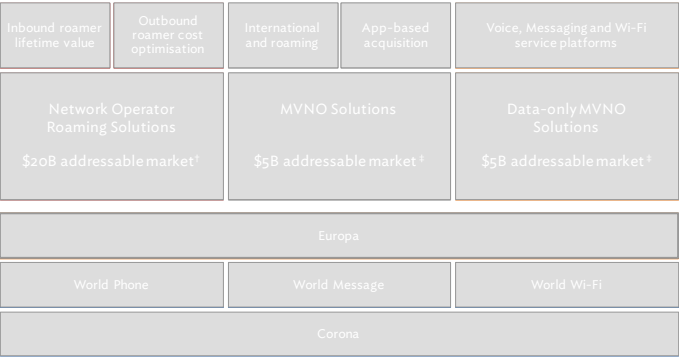 Inbound roamer
lifetime value
Outbound
roamer cost
optimisation
International
and roaming
App-based
acquisition
Voice, Messaging and Wi-Fi
service platforms
Network Operator
Roaming Solutions
$20B addressable market†
MVNO Solutions
$5B addressable market ‡
Data-only MVNO
Solutions
$5B addressable market ‡
Europa
World Phone
World Message
World Wi-Fi
Corona